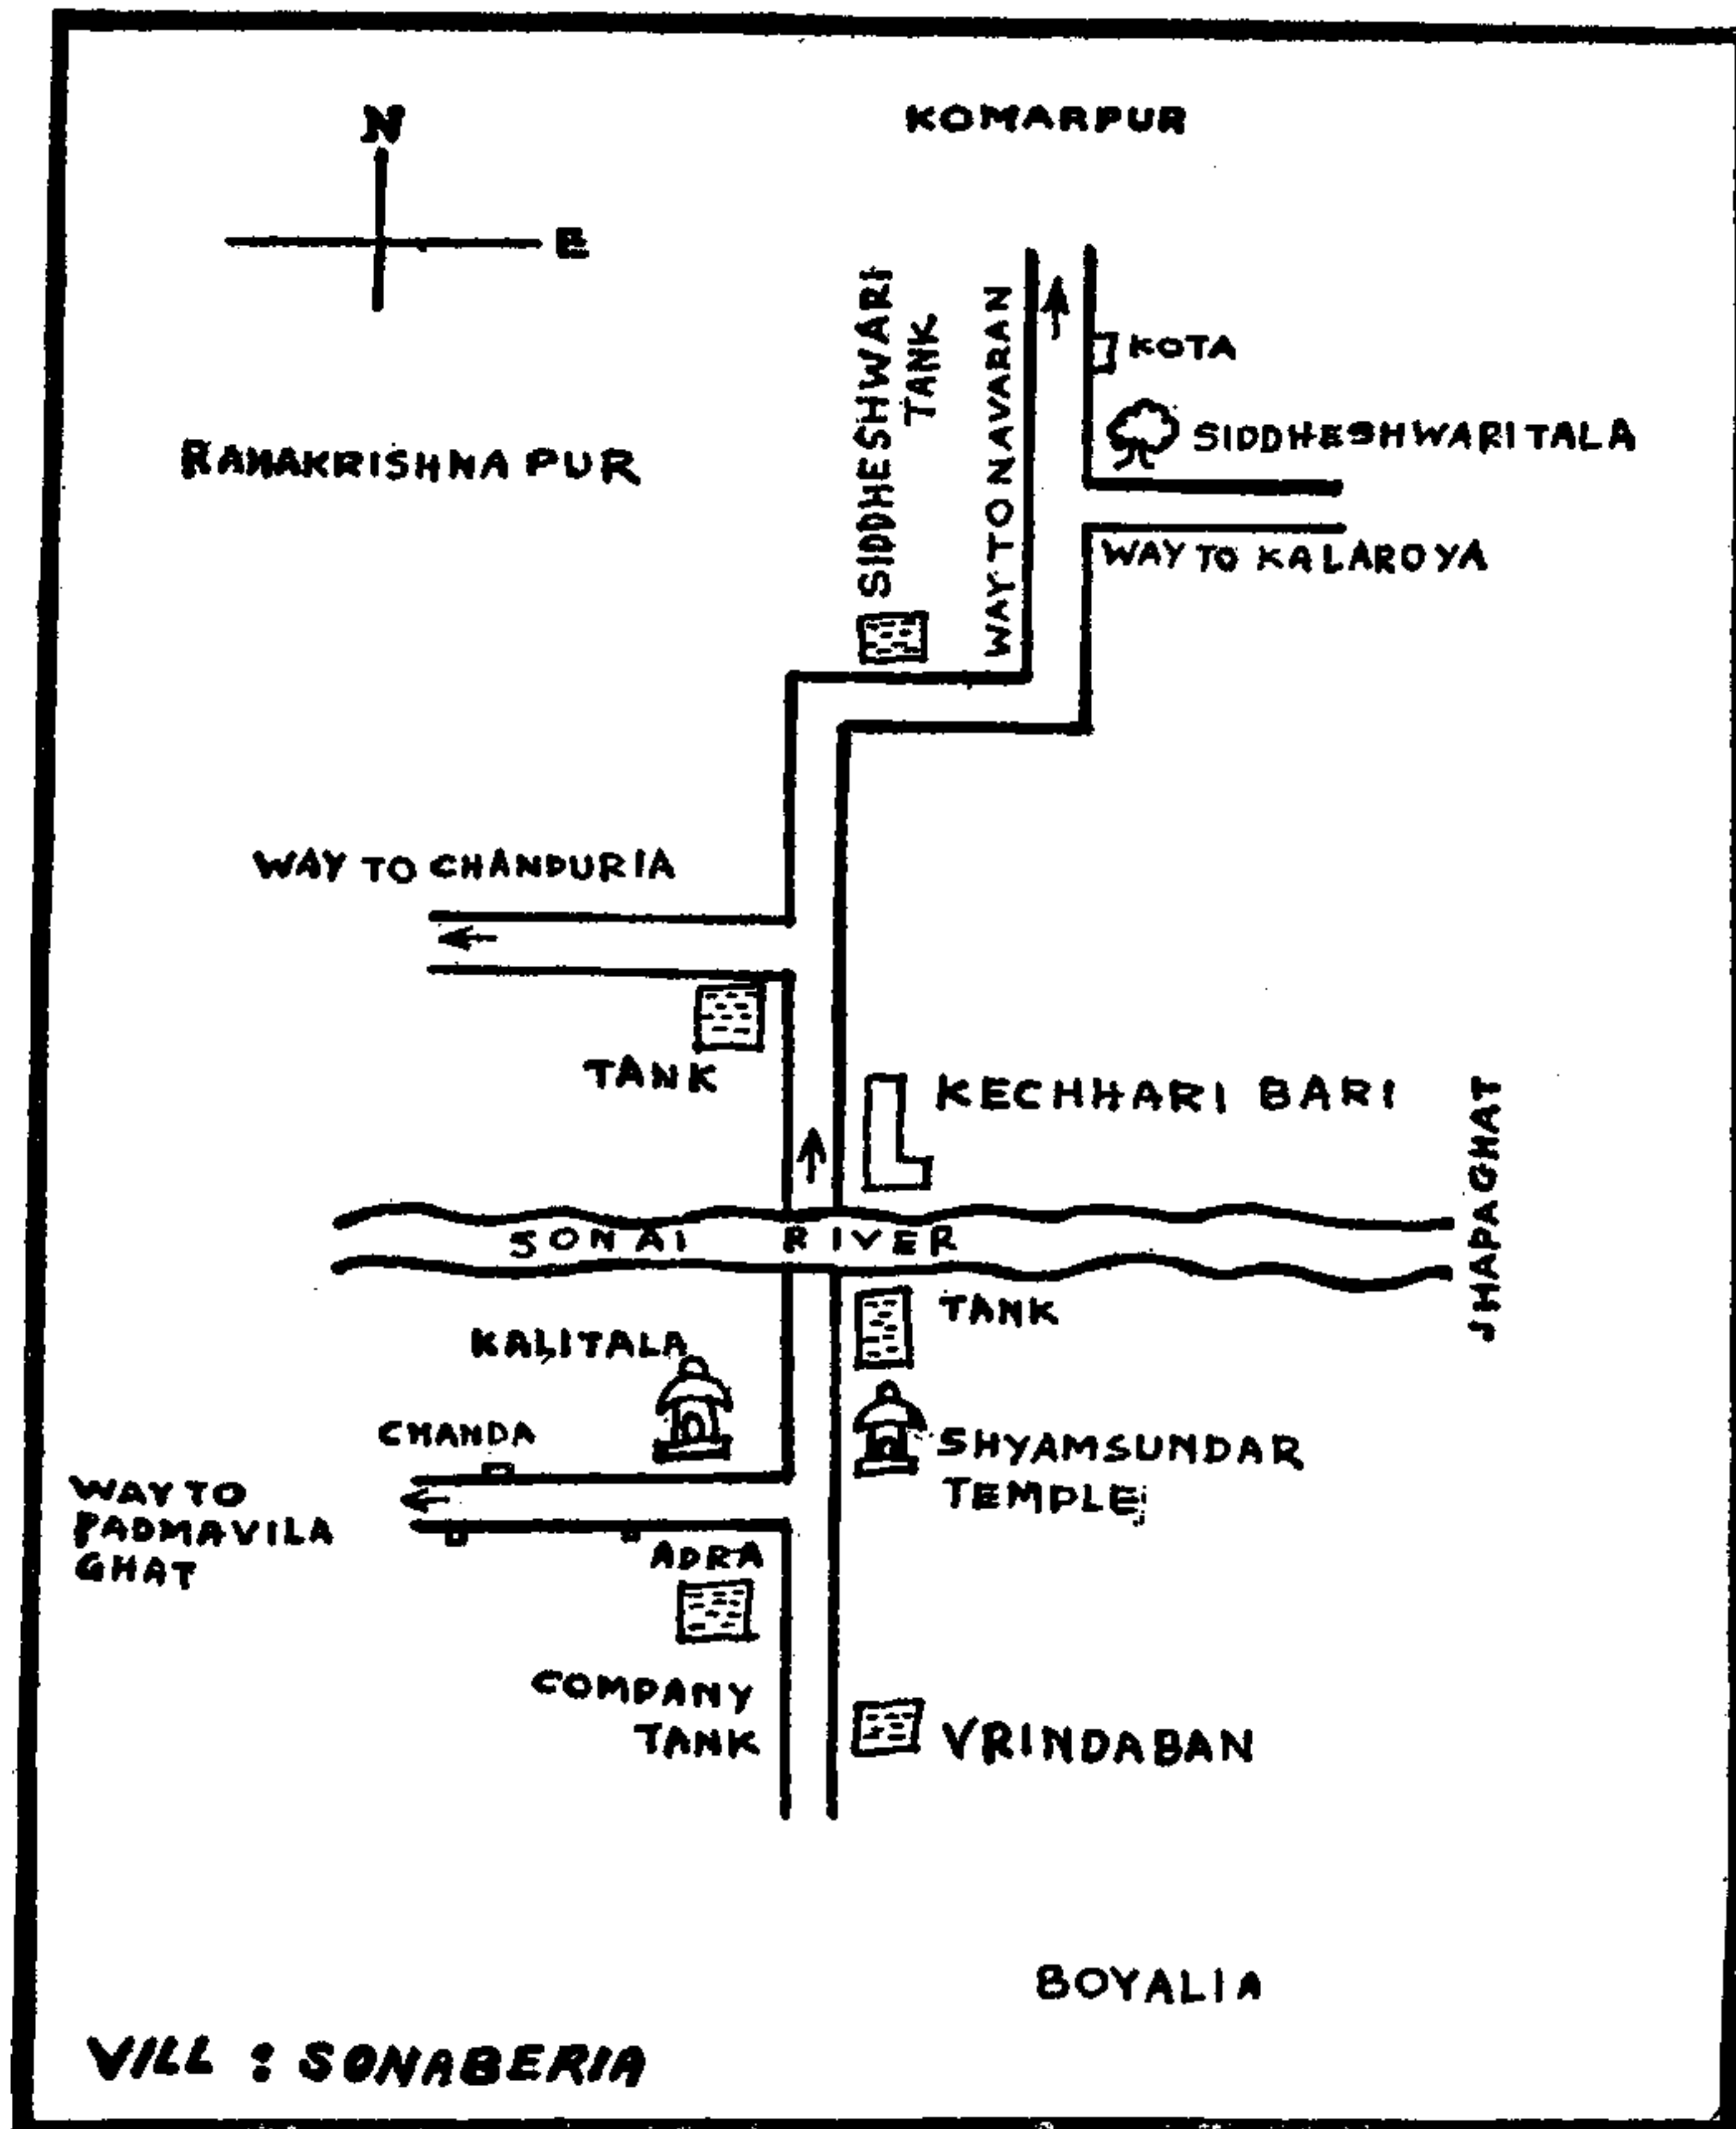 N
KOMARPUR
E
SIDDHESHWARI
TANK
WAY TO NAVARAN
KOTA
SIDDHESHWARITALA
RAMAKRISHNA PUR
WAY TO KALAROYA
WAY TO CHANDURIA
TANK
KECHHARI BARI
JHAPAGHAT
SONAI RIVER
TANK
KALITALA
CHANDA
SHYAMSUNDAR
TEMPLE
WAY TO
PADMAVILA
GHAT
ADRA
COMPANY
TANK
VRINDABAN
BOYALIA
VILL : SONABERIA